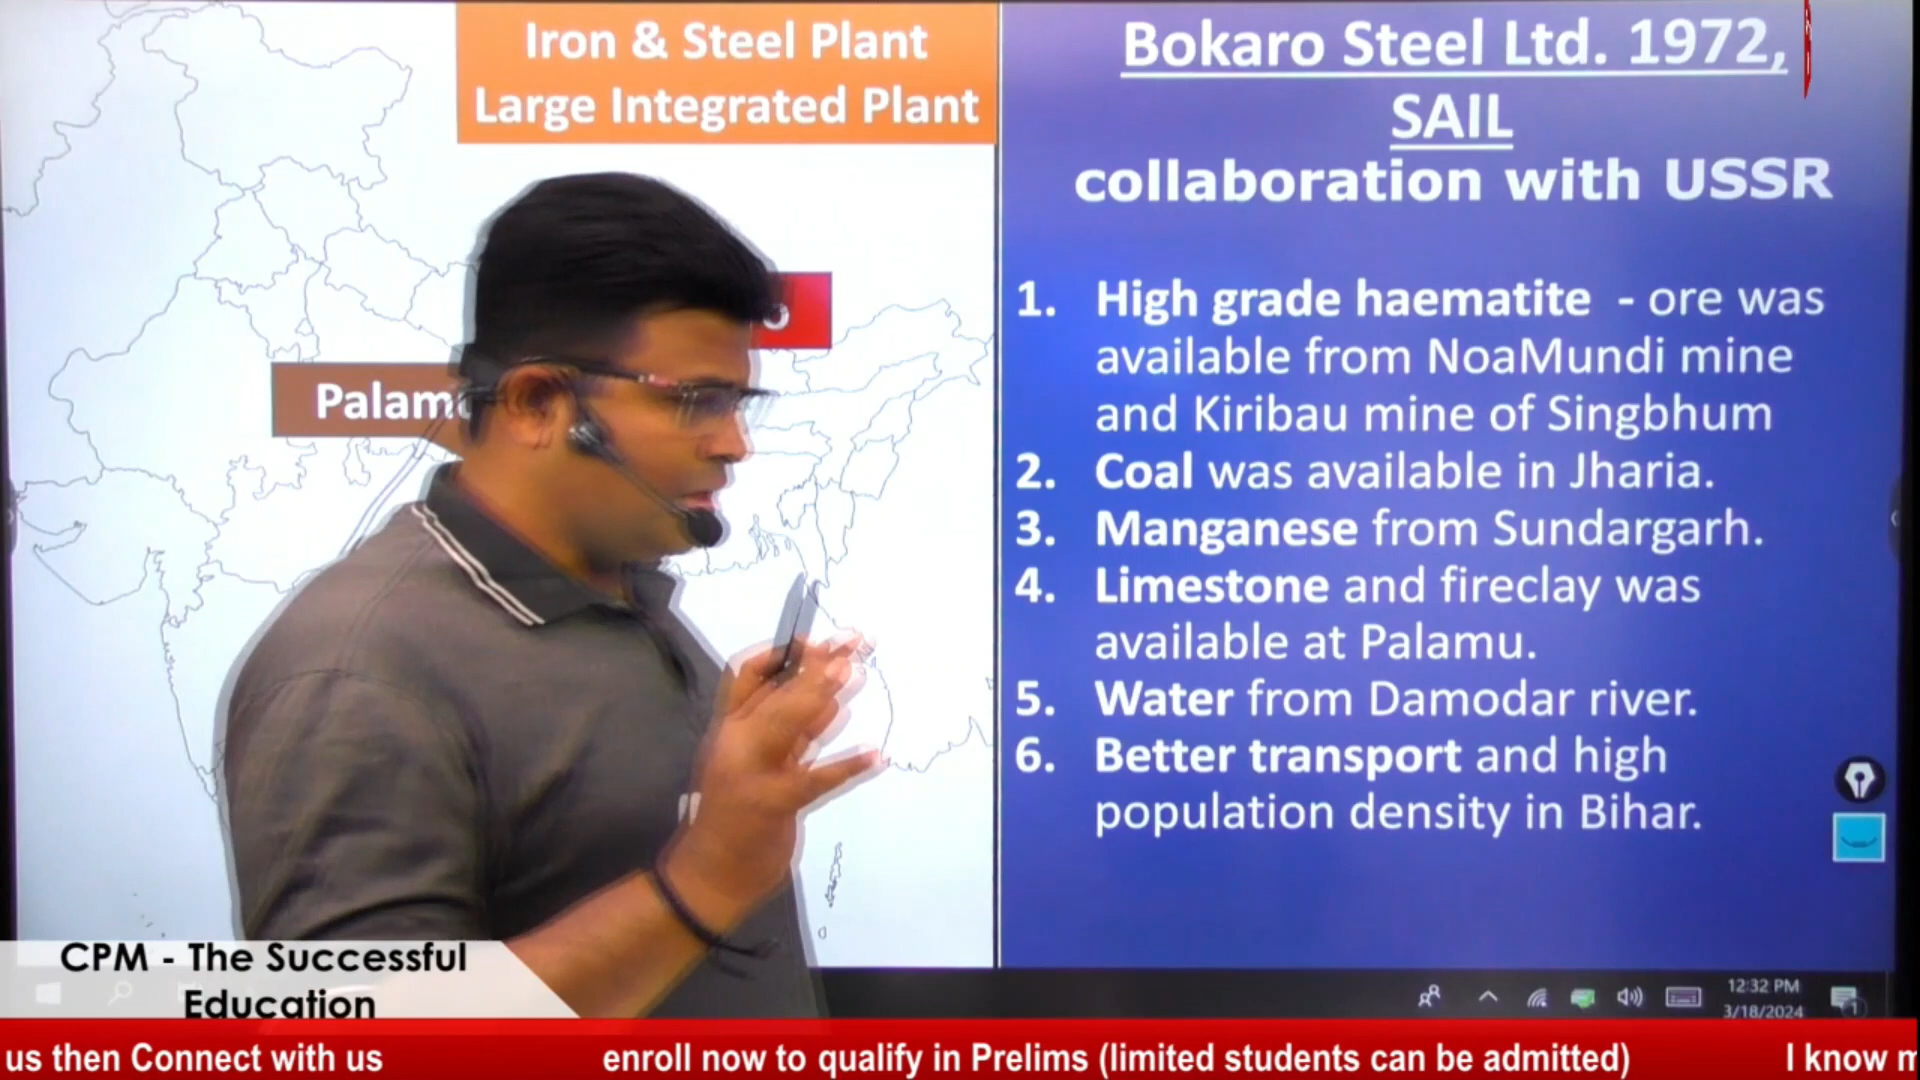 Iron & Steel Plant
Large Integrated Plant
Bokaro Steel Ltd. 1972,
SAIL
collaboration with USSR
1. High grade haematite - ore was
available from NoaMundi mine
and Kiribau mine of Singbhum
2. Coal was available in Jharia.
3. Manganese from Sundargarh.
4. Limestone and fireclay was
available at Palamu.
5. Water from Damodar river.
6. Better transport and high
population density in Bihar.
CPM - The Successful
Education
12:32 PM
3/18/2024
us then Connect with us enroll now to qualify in Prelims (limited students can be admitted) I know